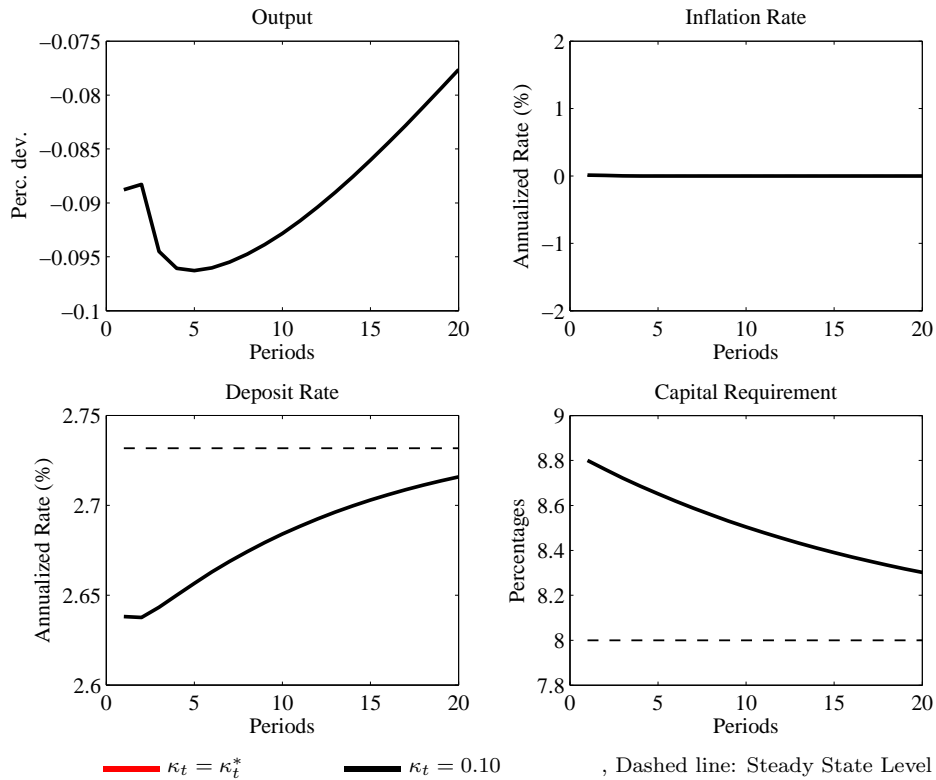 Output
Perc. dev.
−0.075
−0.08
−0.085
−0.09
−0.095
−0.1
0 5 10 15 20
Periods
Inflation Rate
Annualized Rate (%)
2
1
0
−1
−2
0 5 10 15 20
Periods
Deposit Rate
Annualized Rate (%)
2.75
2.7
2.65
2.6
0 5 10 15 20
Periods
Capital Requirement
Percentages
9
8.8
8.6
8.4
8.2
8
7.8
0 5 10 15 20
Periods
κ_t = κ_t^* κ_t = 0.10 , Dashed line: Steady State Level